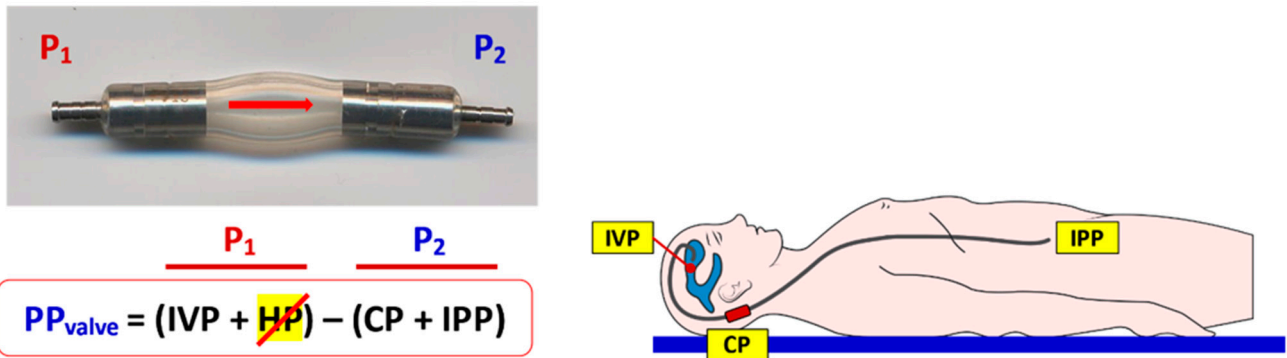 P₁
P₂
IVP
IPP
CP
P₁
P₂
PPvalve = (IVP + HP) – (CP + IPP)